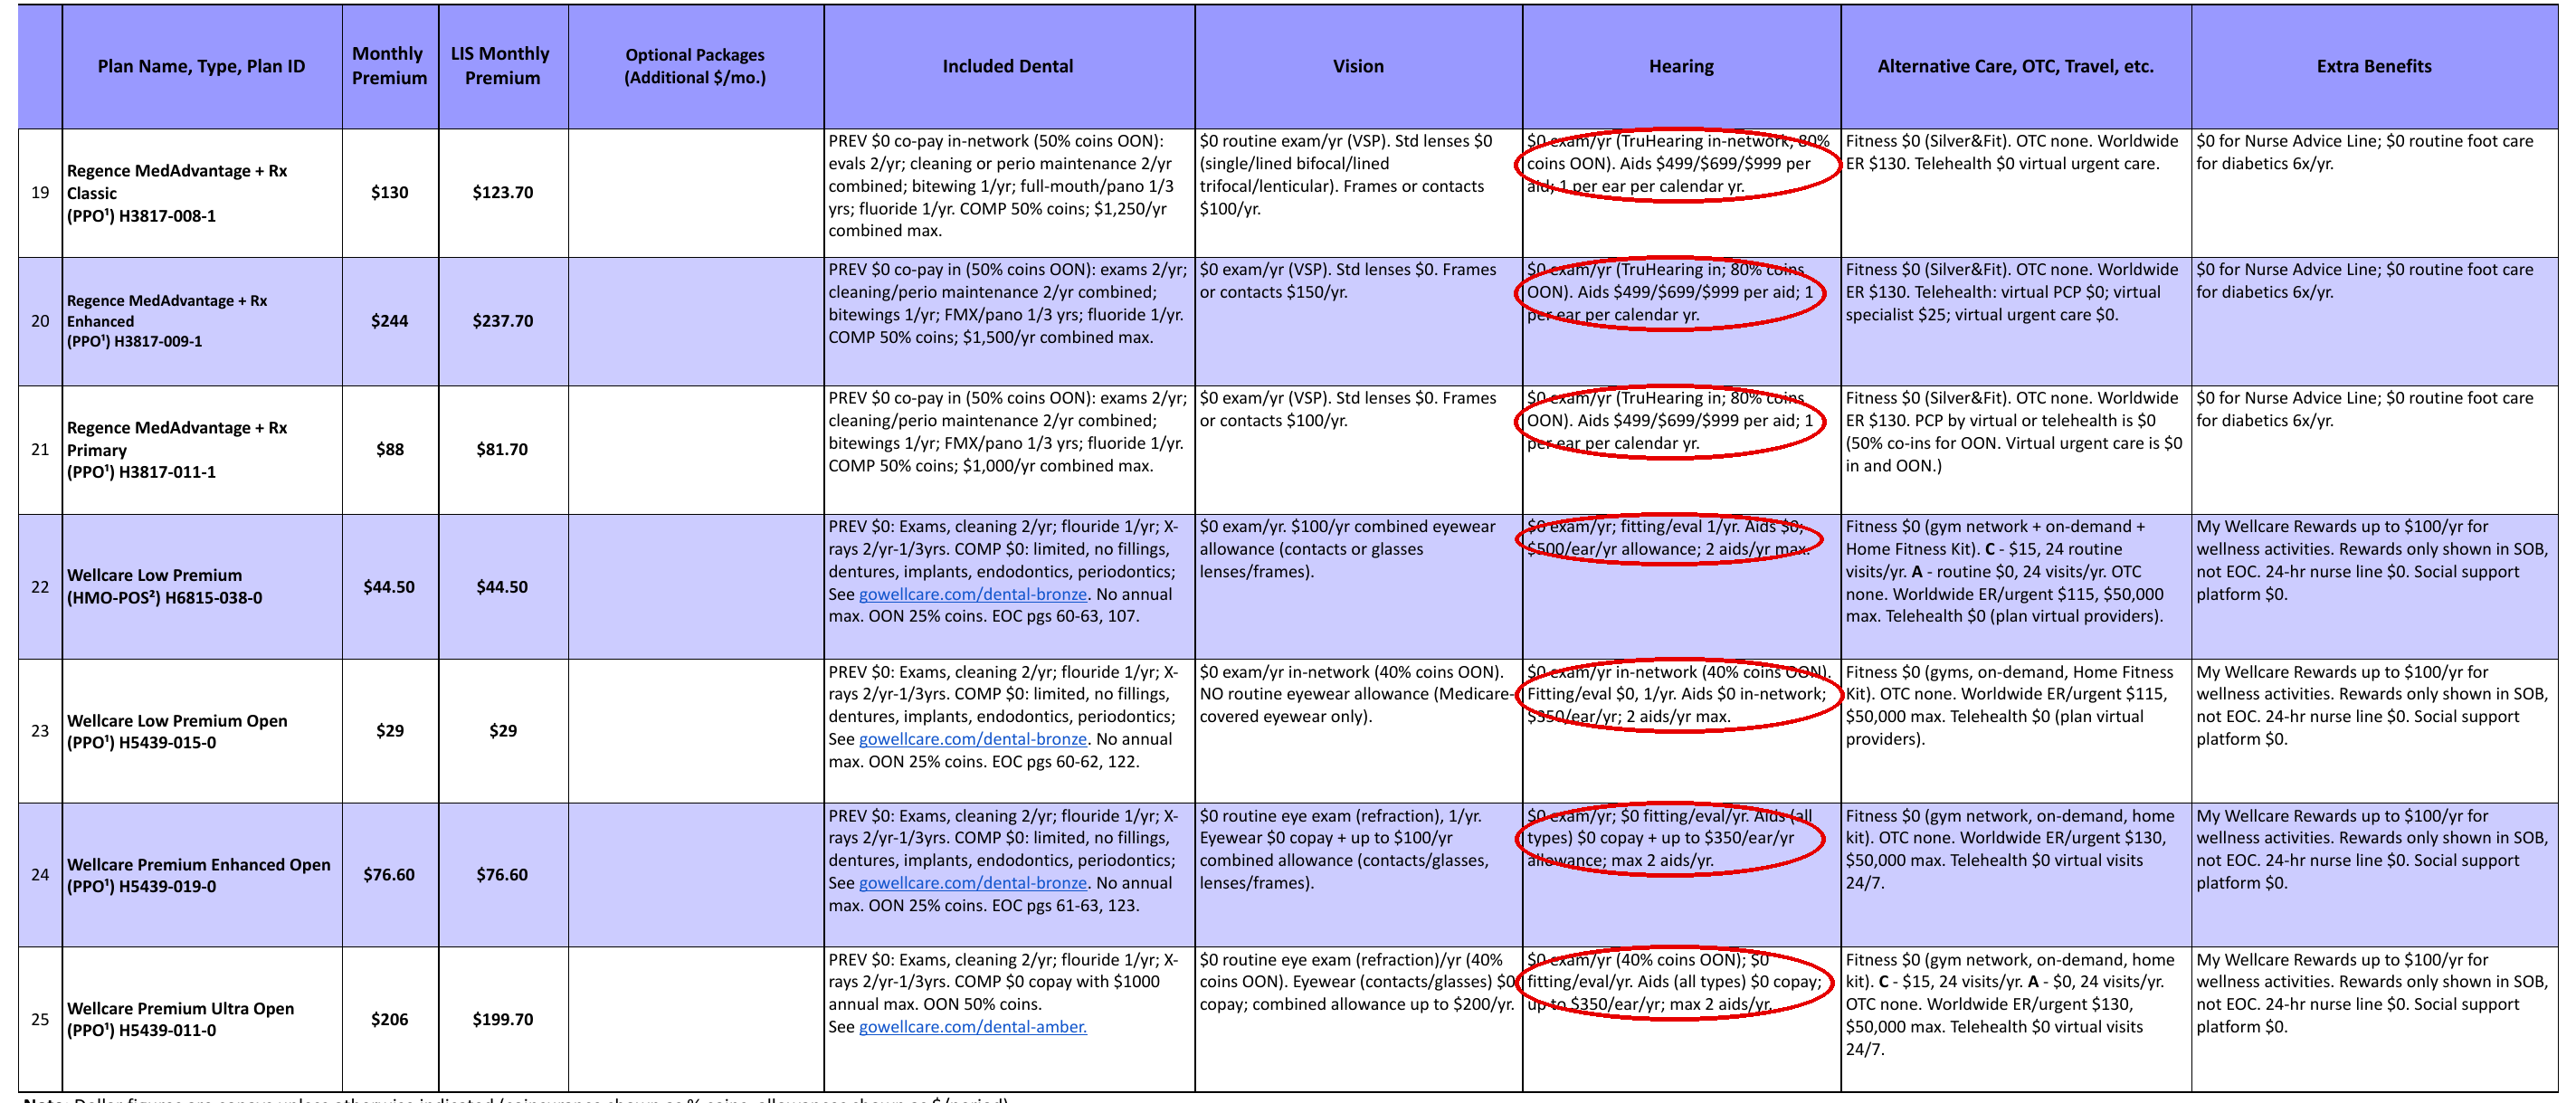 Plan Name, Type, Plan ID
Monthly
Premium
LIS Monthly
Premium
Optional Packages
(Additional $/mo.)
Included Dental
Vision
Hearing
Alternative Care, OTC, Travel, etc.
Extra Benefits
19
Regence MedAdvantage + Rx
Classic
(PPO¹) H3817-008-1
$130
$123.70
PREV $0 co-pay in-network (50% coins OON):
evals 2/yr; cleaning or perio maintenance 2/yr
combined; bitewing 1/yr; full-mouth/pano 1/3
yrs; fluoride 1/yr. COMP 50% coins; $1,250/yr
combined max.
$0 routine exam/yr (VSP). Std lenses $0
(single/lined bifocal/lined
trifocal/lenticular). Frames or contacts
$100/yr.
$0 exam/yr (TruHearing in-network; 80%
coins OON). Aids $499/$699/$999 per
aid; 1 per ear per calendar yr.
Fitness $0 (Silver&Fit). OTC none. Worldwide
ER $130. Telehealth $0 virtual urgent care.
$0 for Nurse Advice Line; $0 routine foot care
for diabetics 6x/yr.
20
Regence MedAdvantage + Rx
Enhanced
(PPO¹) H3817-009-1
$244
$237.70
PREV $0 co-pay in (50% coins OON): exams 2/yr;
cleaning/perio maintenance 2/yr combined;
bitewings 1/yr; FMX/pano 1/3 yrs; fluoride 1/yr.
COMP 50% coins; $1,500/yr combined max.
$0 exam/yr (VSP). Std lenses $0. Frames
or contacts $150/yr.
$0 exam/yr (TruHearing in; 80% coins
OON). Aids $499/$699/$999 per aid; 1
per ear per calendar yr.
Fitness $0 (Silver&Fit). OTC none. Worldwide
ER $130. Telehealth: virtual PCP $0; virtual
specialist $25; virtual urgent care $0.
$0 for Nurse Advice Line; $0 routine foot care
for diabetics 6x/yr.
21
Regence MedAdvantage + Rx
Primary
(PPO¹) H3817-011-1
$88
$81.70
PREV $0 co-pay in (50% coins OON): exams 2/yr;
cleaning/perio maintenance 2/yr combined;
bitewings 1/yr; FMX/pano 1/3 yrs; fluoride 1/yr.
COMP 50% coins; $1,000/yr combined max.
$0 exam/yr (VSP). Std lenses $0. Frames
or contacts $100/yr.
$0 exam/yr (TruHearing in; 80% coins
OON). Aids $499/$699/$999 per aid; 1
per ear per calendar yr.
Fitness $0 (Silver&Fit). OTC none. Worldwide
ER $130. PCP by virtual or telehealth is $0
(50% co-ins for OON. Virtual urgent care is $0
in and OON.)
$0 for Nurse Advice Line; $0 routine foot care
for diabetics 6x/yr.
22
Wellcare Low Premium
(HMO-POS²) H6815-038-0
$44.50
$44.50
PREV $0: Exams, cleaning 2/yr; flouride 1/yr; X-
rays 2/yr-1/3yrs. COMP $0: limited, no fillings,
dentures, implants, endodontics, periodontics;
See gowellcare.com/dental-bronze. No annual
max. OON 25% coins. EOC pgs 60-63, 107.
$0 exam/yr. $100/yr combined eyewear
allowance (contacts or glasses
lenses/frames).
$0 exam/yr; fitting/eval 1/yr. Aids $0;
$500/ear/yr allowance; 2 aids/yr max.
Fitness $0 (gym network + on-demand +
Home Fitness Kit). C - $15, 24 routine
visits/yr. A - routine $0, 24 visits/yr. OTC
none. Worldwide ER/urgent $115, $50,000
max. Telehealth $0 (plan virtual providers).
My Wellcare Rewards up to $100/yr for
wellness activities. Rewards only shown in SOB,
not EOC. 24-hr nurse line $0. Social support
platform $0.
23
Wellcare Low Premium Open
(PPO¹) H5439-015-0
$29
$29
PREV $0: Exams, cleaning 2/yr; flouride 1/yr; X-
rays 2/yr-1/3yrs. COMP $0: limited, no fillings,
dentures, implants, endodontics, periodontics;
See gowellcare.com/dental-bronze. No annual
max. OON 25% coins. EOC pgs 60-62, 122.
$0 exam/yr in-network (40% coins OON).
NO routine eyewear allowance (Medicare-
covered eyewear only).
$0 exam/yr in-network (40% coins OON).
Fitting/eval $0, 1/yr. Aids $0 in-network;
$350/ear/yr; 2 aids/yr max.
Fitness $0 (gyms, on-demand, Home Fitness
Kit). OTC none. Worldwide ER/urgent $115,
$50,000 max. Telehealth $0 (plan virtual
providers).
My Wellcare Rewards up to $100/yr for
wellness activities. Rewards only shown in SOB,
not EOC. 24-hr nurse line $0. Social support
platform $0.
24
Wellcare Premium Enhanced Open
(PPO¹) H5439-019-0
$76.60
$76.60
PREV $0: Exams, cleaning 2/yr; flouride 1/yr; X-
rays 2/yr-1/3yrs. COMP $0: limited, no fillings,
dentures, implants, endodontics, periodontics;
See gowellcare.com/dental-bronze. No annual
max. OON 25% coins. EOC pgs 61-63, 123.
$0 routine eye exam (refraction), 1/yr.
Eyewear $0 copay + up to $100/yr
combined allowance (contacts/glasses,
lenses/frames).
$0 exam/yr; $0 fitting/eval/yr. Aids (all
types) $0 copay + up to $350/ear/yr
allowance; max 2 aids/yr.
Fitness $0 (gym network, on-demand, home
kit). OTC none. Worldwide ER/urgent $130,
$50,000 max. Telehealth $0 virtual visits
24/7.
My Wellcare Rewards up to $100/yr for
wellness activities. Rewards only shown in SOB,
not EOC. 24-hr nurse line $0. Social support
platform $0.
25
Wellcare Premium Ultra Open
(PPO¹) H5439-011-0
$206
$199.70
PREV $0: Exams, cleaning 2/yr; flouride 1/yr; X-
rays 2/yr-1/3yrs. COMP $0 copay with $1000
annual max. OON 50% coins.
See gowellcare.com/dental-amber.
$0 routine eye exam (refraction)/yr (40%
coins OON). Eyewear (contacts/glasses) $0
copay; combined allowance up to $200/yr.
$0 exam/yr (40% coins OON); $0
fitting/eval/yr. Aids (all types) $0 copay;
up to $350/ear/yr; max 2 aids/yr.
Fitness $0 (gym network, on-demand, home
kit). C - $15, 24 visits/yr. A - $0, 24 visits/yr.
OTC none. Worldwide ER/urgent $130,
$50,000 max. Telehealth $0 virtual visits
24/7.
My Wellcare Rewards up to $100/yr for
wellness activities. Rewards only shown in SOB,
not EOC. 24-hr nurse line $0. Social support
platform $0.
Note: Dollar figures are copays unless otherwise indicated (coinsurance shown as % coins, allowances shown as $/period)